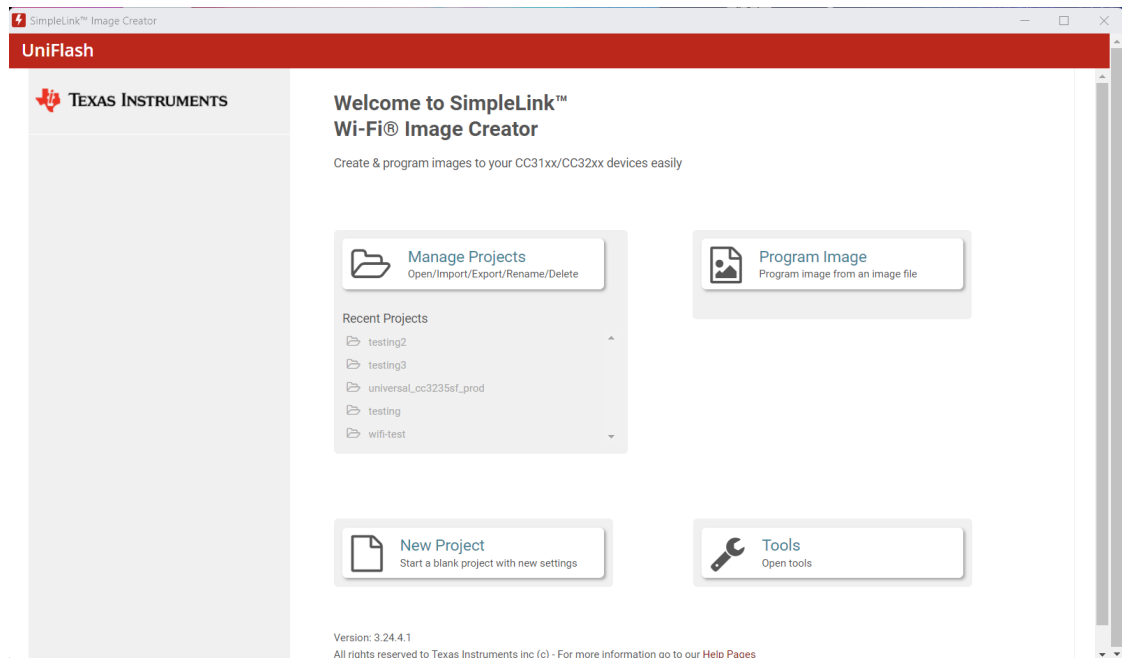 SimpleLink™ Image Creator
UniFlash
TEXAS INSTRUMENTS
Welcome to SimpleLink™
Wi-Fi® Image Creator
Create & program images to your CC31xx/CC32xx devices easily
Manage Projects
Open/Import/Export/Rename/Delete
Recent Projects
testing2
testing3
universal_cc3235sf_prod
testing
wifi-test
Program Image
Program image from an image file
New Project
Start a blank project with new settings
Tools
Open tools
Version: 3.24.4.1
All rights reserved to Texas Instruments inc (c) - For more information go to our Help Pages